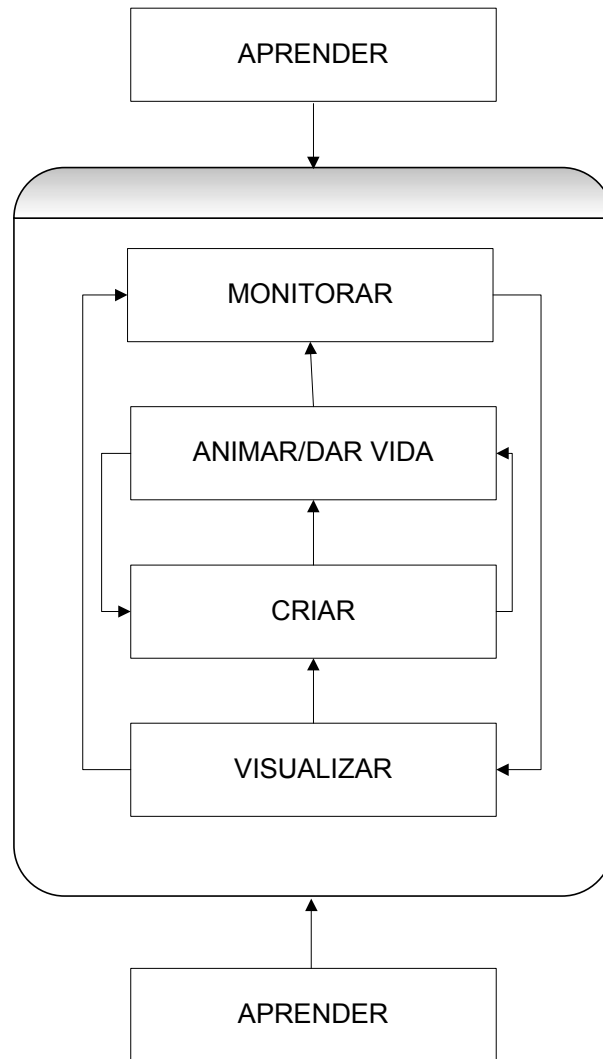 APRENDER
MONITORAR
ANIMAR/DAR VIDA
CRIAR
VISUALIZAR
APRENDER